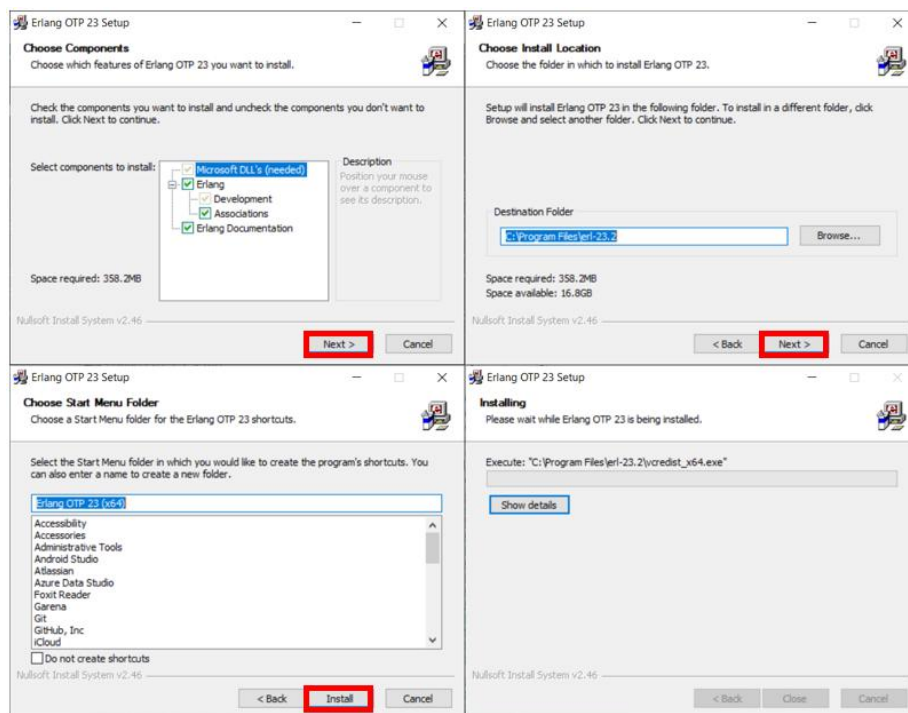 Erlang OTP 23 Setup
Choose Components
Choose which features of Erlang OTP 23 you want to install.
Check the components you want to install and uncheck the components you don't want to
install. Click Next to continue.
Select components to install:
Microsoft DLL's (needed)
Erlang
Development
Associations
Erlang Documentation
Description
Position your mouse
over a component to
see its description.
Space required: 358.2MB
Nullsoft Install System v2.46
Next >
Cancel
Erlang OTP 23 Setup
Choose Install Location
Choose the folder in which to install Erlang OTP 23.
Setup will install Erlang OTP 23 in the following folder. To install in a different folder, click
Browse and select another folder. Click Next to continue.
Destination Folder
C:\Program Files\erl-23.2
Browse...
Space required: 358.2MB
Space available: 16.8GB
Nullsoft Install System v2.46
< Back
Next >
Cancel
Erlang OTP 23 Setup
Choose Start Menu Folder
Choose a Start Menu folder for the Erlang OTP 23 shortcuts.
Select the Start Menu folder in which you would like to create the program's shortcuts. You
can also enter a name to create a new folder.
Erlang OTP 23 (x64)
Accessibility
Accessories
Administrative Tools
Android Studio
Atlassian
Azure Data Studio
Foxit Reader
Garena
Git
GitHub, Inc
iCloud
Do not create shortcuts
Nullsoft Install System v2.46
< Back
Install
Cancel
Erlang OTP 23 Setup
Installing
Please wait while Erlang OTP 23 is being installed.
Execute: "C:\Program Files\erl-23.2\vcredist_x64.exe"
Show details
Nullsoft Install System v2.46
< Back
Close
Cancel